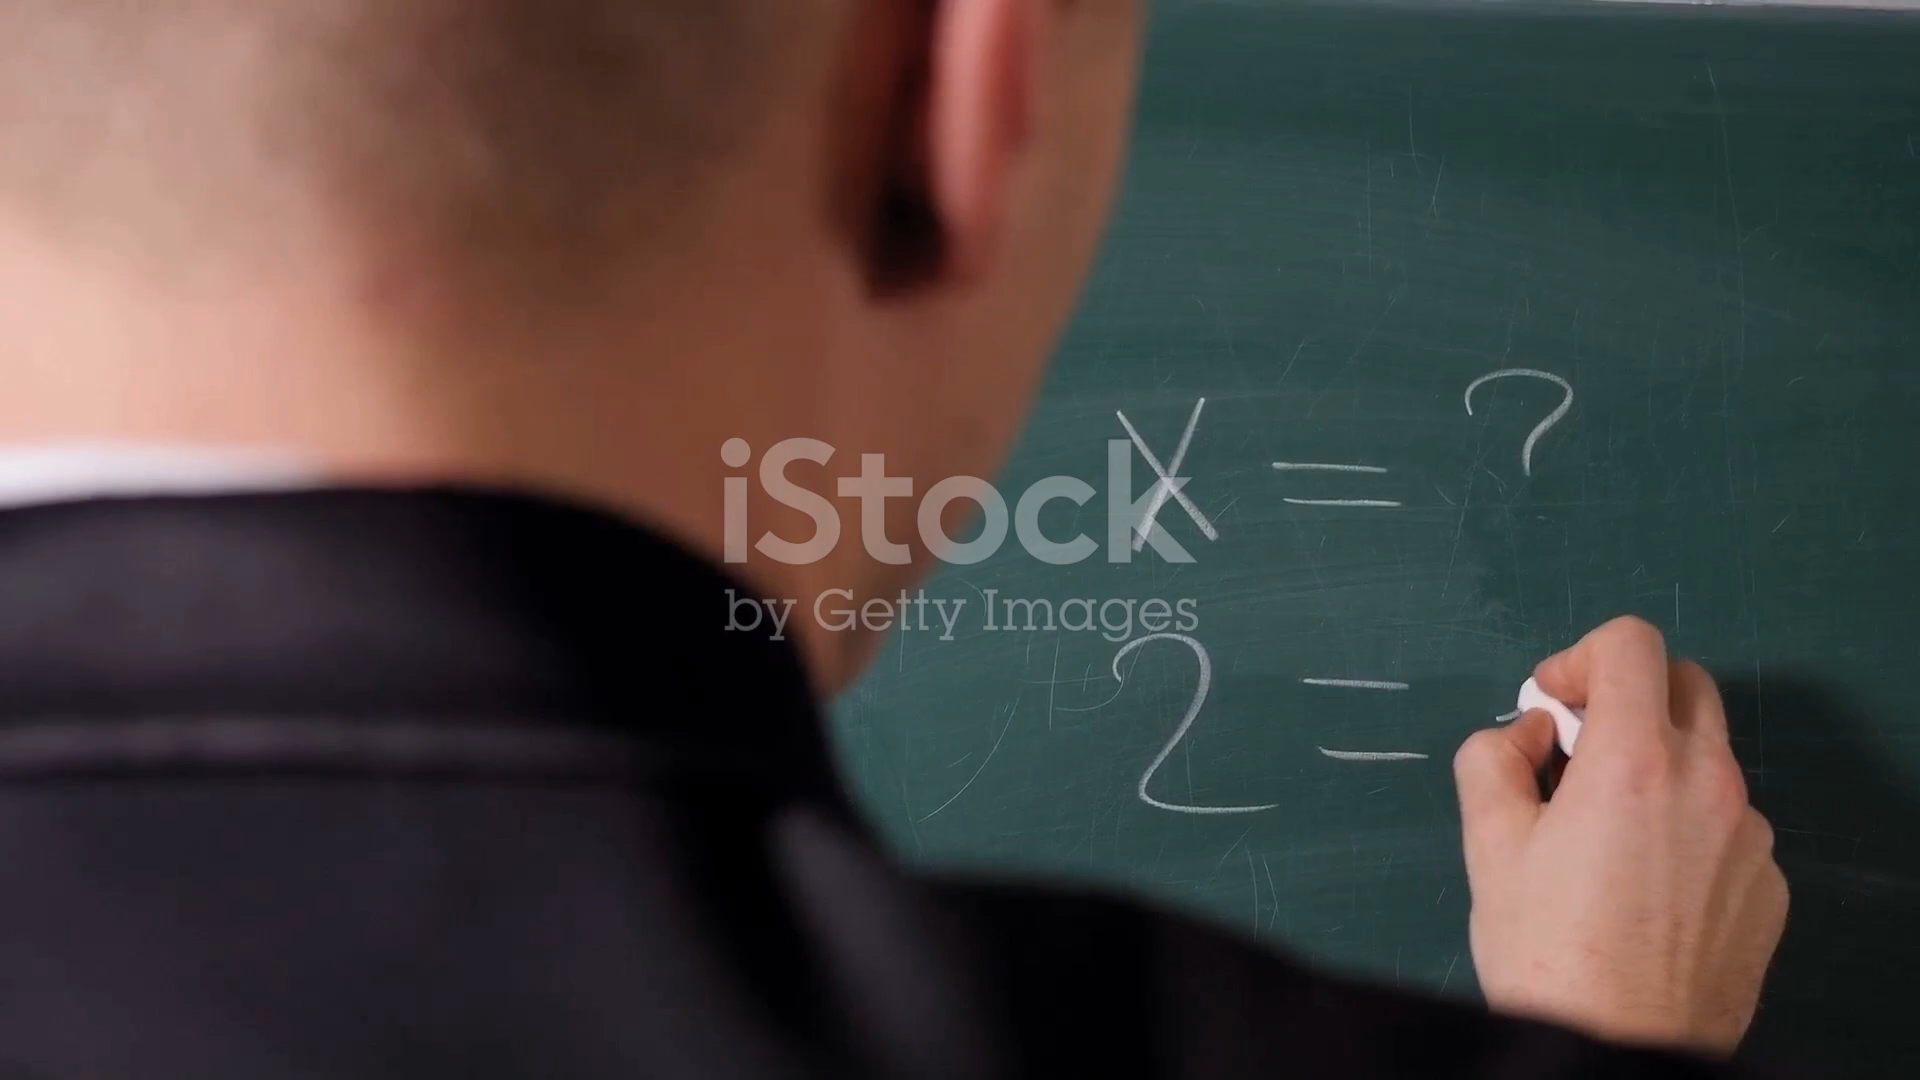 x = ?
2 =
iStock
by Getty Images